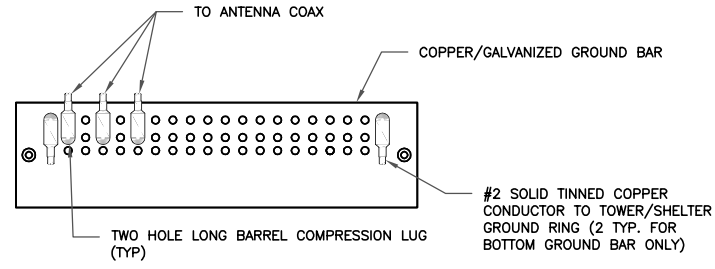 TO ANTENNA COAX
COPPER/GALVANIZED GROUND BAR
#2 SOLID TINNED COPPER
CONDUCTOR TO TOWER/SHELTER
GROUND RING (2 TYP. FOR
BOTTOM GROUND BAR ONLY)
TWO HOLE LONG BARREL COMPRESSION LUG
(TYP)